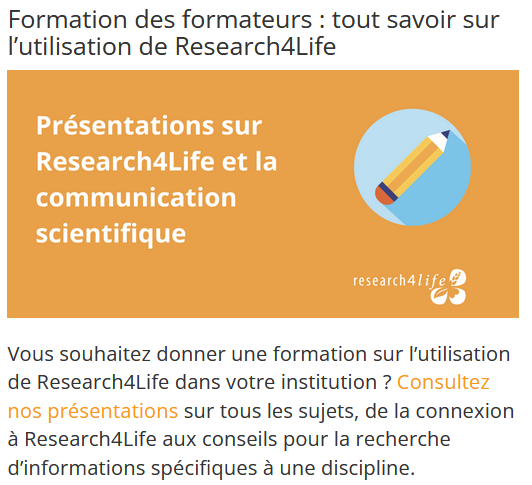 Formation des formateurs : tout savoir sur
l’utilisation de Research4Life
Présentations sur
Research4Life et la
communication
scientifique
research4life
Vous souhaitez donner une formation sur l’utilisation
de Research4Life dans votre institution ? Consultez
nos présentations sur tous les sujets, de la connexion
à Research4Life aux conseils pour la recherche
d’informations spécifiques à une discipline.